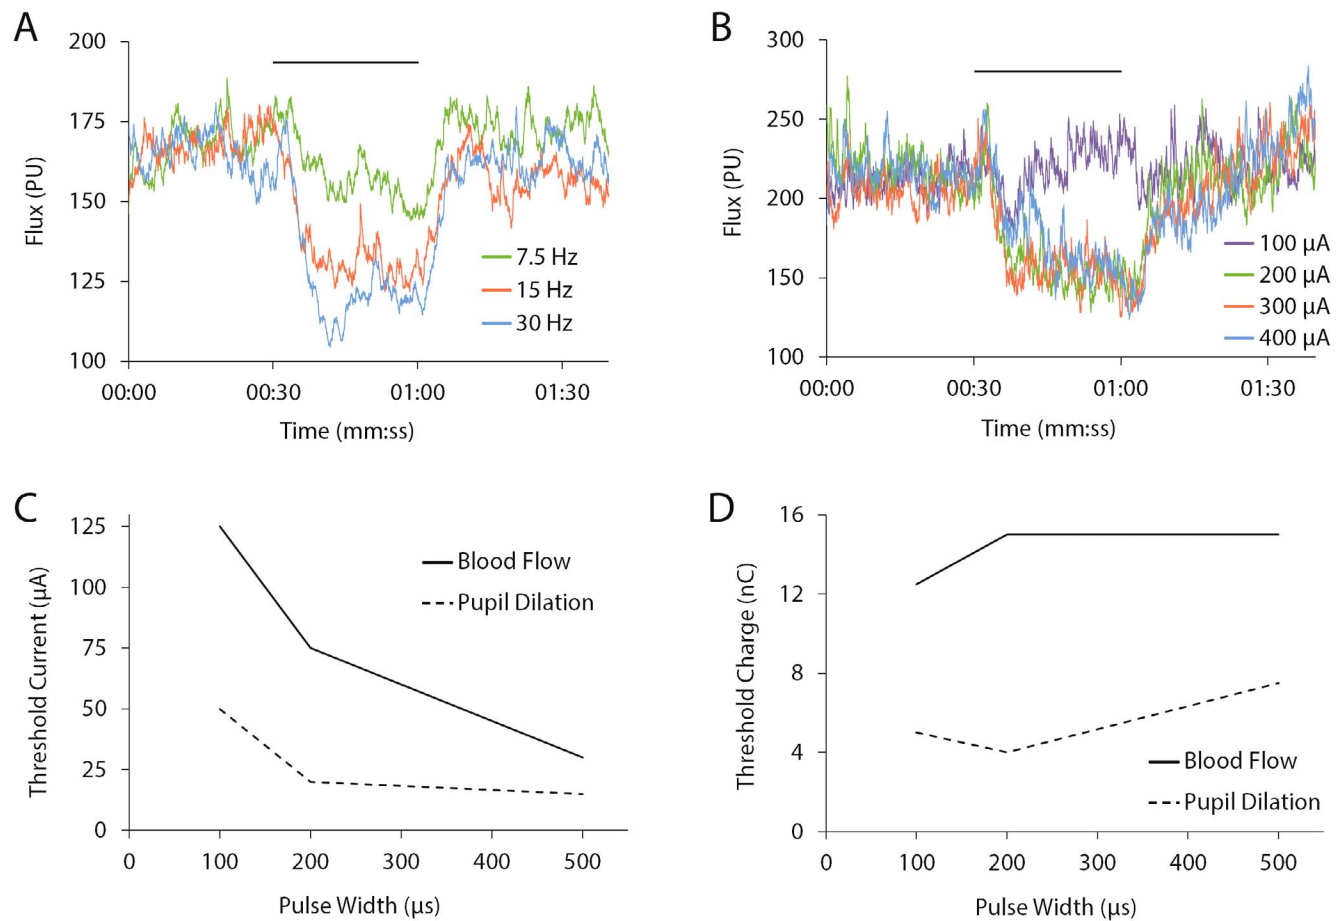 A
200
175
150
125
100
Flux (PU)
7.5 Hz
15 Hz
30 Hz
00:00 00:30 01:00 01:30
Time (mm:ss)
B
300
250
200
150
100
Flux (PU)
100 µA
200 µA
300 µA
400 µA
00:00 00:30 01:00 01:30
Time (mm:ss)
C
125
100
75
50
25
0
Threshold Current (µA)
Blood Flow
Pupil Dilation
0 100 200 300 400 500
Pulse Width (µs)
D
16
12
8
4
0
Threshold Charge (nC)
Blood Flow
Pupil Dilation
0 100 200 300 400 500
Pulse Width (µs)